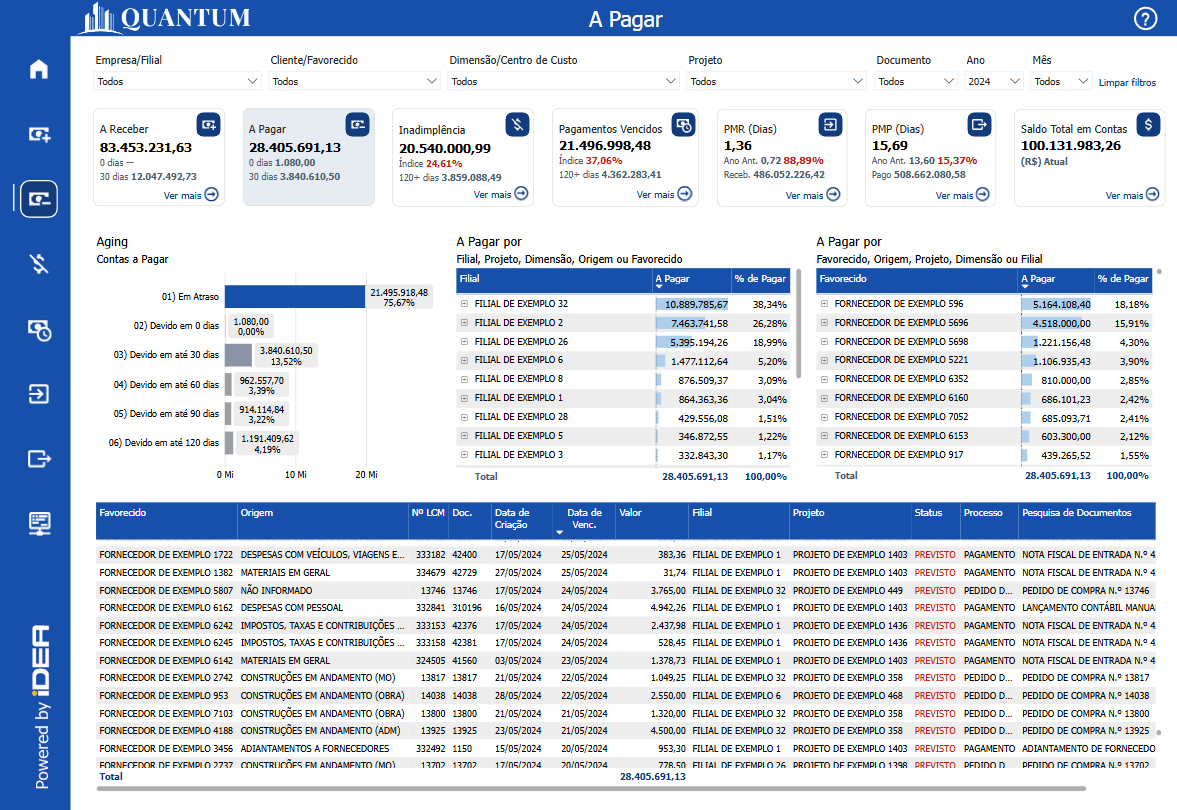 QUANTUM
A Pagar
?
Empresa/Filial Cliente/Favorecido Dimensão/Centro de Custo Projeto Documento Ano Mês
Todos Todos Todos Todos Todos 2024 Todos Limpar filtros
A Receber
83.453.231,63
0 dias --
30 dias 12.047.492,73
Ver mais
A Pagar
28.405.691,13
0 dias 1.080,00
30 dias 3.840.610,50
Inadimplência
20.540.000,99
Índice 24,61%
120+ dias 3.859.088,49
Ver mais
Pagamentos Vencidos
21.496.998,48
Índice 37,06%
120+ dias 4.362.283,41
Ver mais
PMR (Dias)
1,36
Ano Ant. 0,72 88,89%
Receb. 486.052.226,42
Ver mais
PMP (Dias)
15,69
Ano Ant. 13,60 15,37%
Pago 508.662.080,58
Ver mais
Saldo Total em Contas
100.131.983,26
(R$) Atual
Ver mais
Aging
Contas a Pagar
01) Em Atraso 21.495.918,48
75,67%
02) Devido em 0 dias 1.080,00
0,00%
03) Devido em até 30 dias 3.840.610,50
13,52%
04) Devido em até 60 dias 962.557,70
3,39%
05) Devido em até 90 dias 914.114,84
3,22%
06) Devido em até 120 dias 1.191.409,62
4,19%
0 Mi 10 Mi 20 Mi
A Pagar por
Filial, Projeto, Dimensão, Origem ou Favorecido
Filial A Pagar % de Pagar
FILIAL DE EXEMPLO 32 10.889.785,67 38,34%
FILIAL DE EXEMPLO 2 7.463.741,58 26,28%
FILIAL DE EXEMPLO 26 5.395.194,26 18,99%
FILIAL DE EXEMPLO 6 1.477.112,64 5,20%
FILIAL DE EXEMPLO 8 876.509,37 3,09%
FILIAL DE EXEMPLO 1 864.363,36 3,04%
FILIAL DE EXEMPLO 28 429.556,08 1,51%
FILIAL DE EXEMPLO 5 346.872,55 1,22%
FILIAL DE EXEMPLO 3 332.843,30 1,17%
Total 28.405.691,13 100,00%
A Pagar por
Favorecido, Origem, Projeto, Dimensão ou Filial
Favorecido A Pagar % de Pagar
FORNECEDOR DE EXEMPLO 596 5.164.108,40 18,18%
FORNECEDOR DE EXEMPLO 5696 4.518.000,00 15,91%
FORNECEDOR DE EXEMPLO 5698 1.221.156,48 4,30%
FORNECEDOR DE EXEMPLO 5221 1.106.935,43 3,90%
FORNECEDOR DE EXEMPLO 6352 810.000,00 2,85%
FORNECEDOR DE EXEMPLO 6160 686.101,23 2,42%
FORNECEDOR DE EXEMPLO 7052 685.093,71 2,41%
FORNECEDOR DE EXEMPLO 6153 603.300,00 2,12%
FORNECEDOR DE EXEMPLO 917 439.265,52 1,55%
Total 28.405.691,13 100,00%
Favorecido Origem Nº LCM Doc. Data de Criação Data de Venc. Valor Filial Projeto Status Processo Pesquisa de Documentos
FORNECEDOR DE EXEMPLO 1722 DESPESAS COM VEÍCULOS, VIAGENS E... 333182 42400 17/05/2024 25/05/2024 383,36 FILIAL DE EXEMPLO 1 PROJETO DE EXEMPLO 1403 PREVISTO PAGAMENTO NOTA FISCAL DE ENTRADA N.º 4
FORNECEDOR DE EXEMPLO 1382 MATERIAIS EM GERAL 334679 42729 27/05/2024 25/05/2024 31,74 FILIAL DE EXEMPLO 1 PROJETO DE EXEMPLO 1403 PREVISTO PAGAMENTO NOTA FISCAL DE ENTRADA N.º 4
FORNECEDOR DE EXEMPLO 5807 NÃO INFORMADO 13746 13746 17/05/2024 24/05/2024 3.765,00 FILIAL DE EXEMPLO 32 PROJETO DE EXEMPLO 449 PREVISTO PEDIDO D... PEDIDO DE COMPRA N.º 13746
FORNECEDOR DE EXEMPLO 6162 DESPESAS COM PESSOAL 332841 310196 16/05/2024 24/05/2024 4.942,26 FILIAL DE EXEMPLO 1 PROJETO DE EXEMPLO 1403 PREVISTO PAGAMENTO LANÇAMENTO CONTÁBIL MANUA
FORNECEDOR DE EXEMPLO 6242 IMPOSTOS, TAXAS E CONTRIBUIÇÕES ... 333153 42376 17/05/2024 24/05/2024 2.437,98 FILIAL DE EXEMPLO 1 PROJETO DE EXEMPLO 1436 PREVISTO PAGAMENTO NOTA FISCAL DE ENTRADA N.º 4
FORNECEDOR DE EXEMPLO 6245 IMPOSTOS, TAXAS E CONTRIBUIÇÕES ... 333158 42381 17/05/2024 24/05/2024 528,45 FILIAL DE EXEMPLO 1 PROJETO DE EXEMPLO 1436 PREVISTO PAGAMENTO NOTA FISCAL DE ENTRADA N.º 4
FORNECEDOR DE EXEMPLO 6142 MATERIAIS EM GERAL 324505 41560 03/05/2024 23/05/2024 1.378,73 FILIAL DE EXEMPLO 1 PROJETO DE EXEMPLO 1403 PREVISTO PAGAMENTO NOTA FISCAL DE ENTRADA N.º 4
FORNECEDOR DE EXEMPLO 2742 CONSTRUÇÕES EM ANDAMENTO (MO) 13817 13817 21/05/2024 22/05/2024 1.049,25 FILIAL DE EXEMPLO 32 PROJETO DE EXEMPLO 358 PREVISTO PEDIDO D... PEDIDO DE COMPRA N.º 13817
FORNECEDOR DE EXEMPLO 953 CONSTRUÇÕES EM ANDAMENTO (OBRA) 14038 14038 28/05/2024 22/05/2024 2.550,00 FILIAL DE EXEMPLO 6 PROJETO DE EXEMPLO 468 PREVISTO PEDIDO D... PEDIDO DE COMPRA N.º 14038
FORNECEDOR DE EXEMPLO 7103 CONSTRUÇÕES EM ANDAMENTO (OBRA) 13800 13800 21/05/2024 21/05/2024 1.320,00 FILIAL DE EXEMPLO 32 PROJETO DE EXEMPLO 358 PREVISTO PEDIDO D... PEDIDO DE COMPRA N.º 13800
FORNECEDOR DE EXEMPLO 4188 CONSTRUÇÕES EM ANDAMENTO (ADM) 13925 13925 23/05/2024 21/05/2024 4.500,00 FILIAL DE EXEMPLO 32 PROJETO DE EXEMPLO 358 PREVISTO PEDIDO D... PEDIDO DE COMPRA N.º 13925
FORNECEDOR DE EXEMPLO 3456 ADIANTAMENTOS A FORNECEDORES 332492 1150 15/05/2024 20/05/2024 953,30 FILIAL DE EXEMPLO 1 PROJETO DE EXEMPLO 1403 PREVISTO PAGAMENTO ADIANTAMENTO DE FORNECEDO
FORNECEDOR DE EXEMPLO 2737 CONSTRUÇÕES EM ANDAMENTO (MO) 13702 13702 17/05/2024 20/05/2024 778,50 FILIAL DE EXEMPLO 26 PROJETO DE EXEMPLO 1398 PREVISTO PEDIDO D... PEDIDO DE COMPRA N.º 13702
Total 28.405.691,13
Powered by iDEA